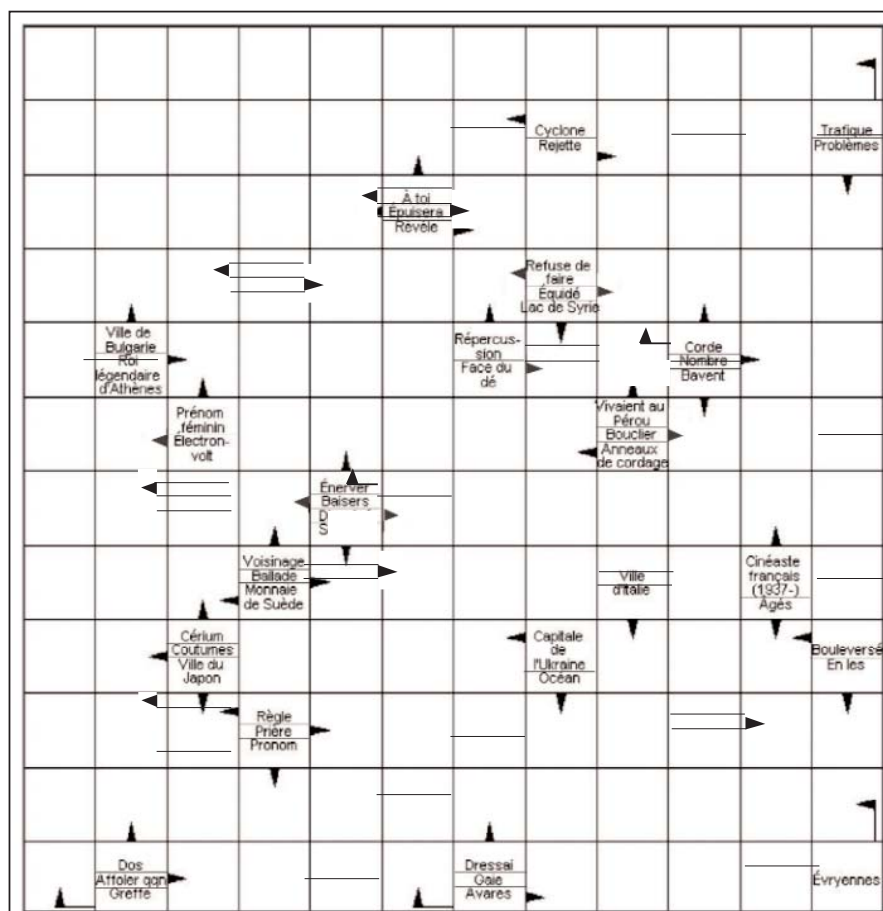 Cyclone
Rejette
Trafique
Problèmes
À toi
Épuisera
Révèle
Refuse de
faire
Équidé
Lac de Syrie
Ville de
Bulgarie
Roi
légendaire
d'Athènes
Répercus-
sion
Face du
dé
Corde
Nombre
Bavent
Prénom
féminin
Électron-
volt
Vivaient au
Pérou
Bouclier
Anneaux
de cordage
Énerver
Baisers
D
S
Voisinage
Ballade
Monnaie
de Suède
Ville
d'Italie
Cinéaste
français
(1937-)
Agés
Cérium
Coutumes
Ville du
Japon
Capitale
de
l'Ukraine
Océan
Bouleversé
En les
Règle
Prière
Pronom
Dos
Affoler qqn
Greffe
Dressai
Gaie
Avares
Évryennes